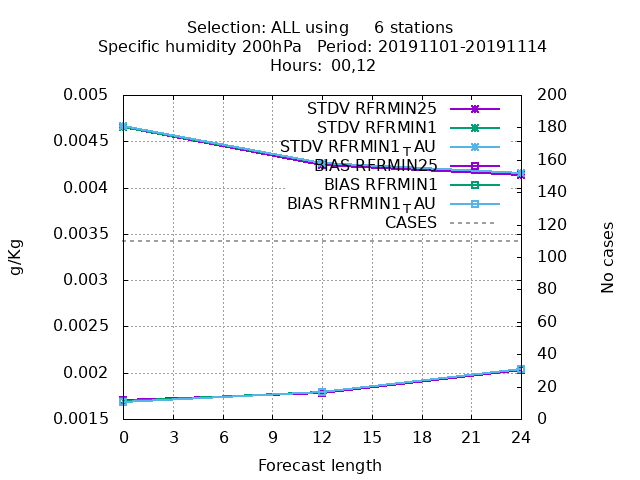 Selection: ALL using     6 stations
Specific humidity 200hPa   Period: 20191101-20191114
Hours: 00,12
0.005
0.0045
0.004
0.0035
0.003
0.0025
0.002
0.0015
g/Kg
STDV RFRMIN25
STDV RFRMIN1
STDV RFRMIN1TAU
BIAS RFRMIN25
BIAS RFRMIN1
BIAS RFRMIN1TAU
CASES
200
180
160
140
120
100
80
60
40
20
0
No cases
0 3 6 9 12 15 18 21 24
Forecast length